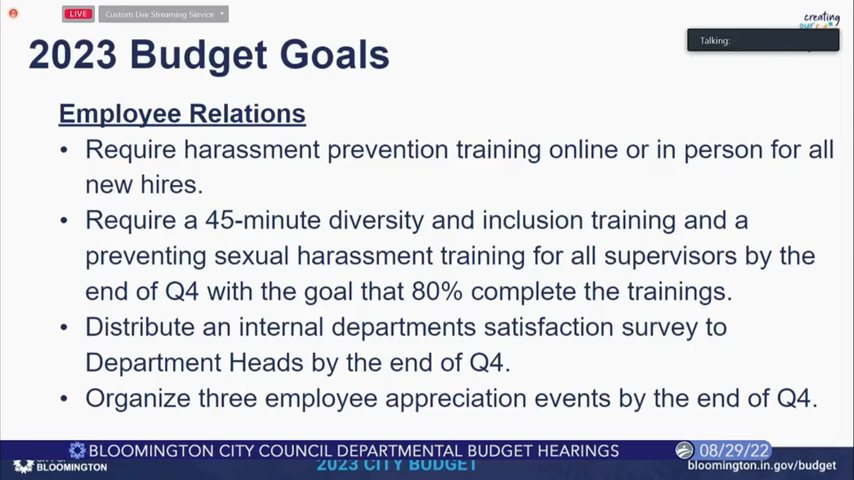 LIVE
Custom Live Streaming Service
creating
Talking:
2023 Budget Goals
Employee Relations
• Require harassment prevention training online or in person for all
new hires.
• Require a 45-minute diversity and inclusion training and a
preventing sexual harassment training for all supervisors by the
end of Q4 with the goal that 80% complete the trainings.
• Distribute an internal departments satisfaction survey to
Department Heads by the end of Q4.
• Organize three employee appreciation events by the end of Q4.
BLOOMINGTON CITY COUNCIL DEPARTMENTAL BUDGET HEARINGS
08/29/22
BLOOMINGTON
2023 CITY BUDGET
bloomington.in.gov/budget